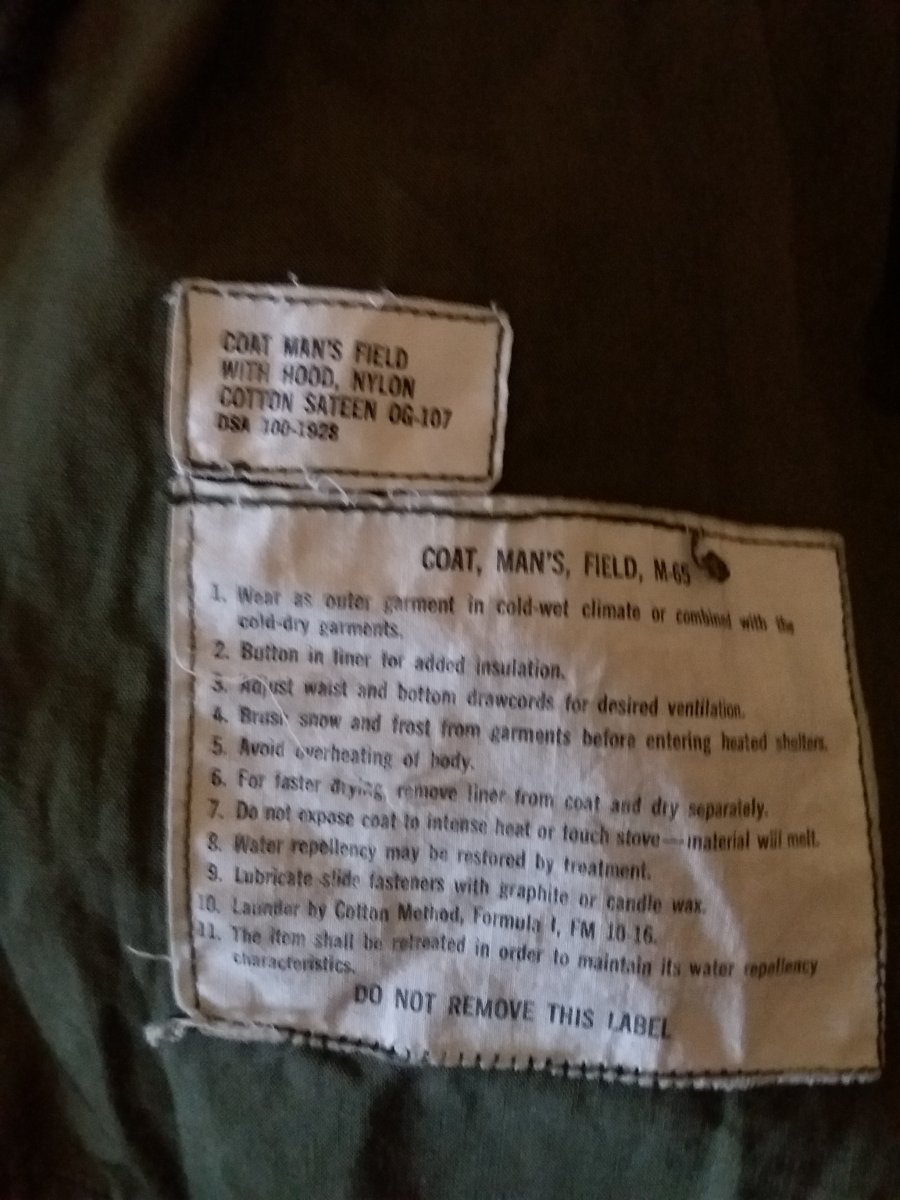 COAT MAN'S FIELD
WITH HOOD, NYLON
COTTON SATEEN OG-107
DSA 100-1928
COAT, MAN'S, FIELD, M-65
1. Wear as outer garment in cold-wet climate or combined with the
cold-dry garments.
2. Button in liner for added insulation.
3. Adjust waist and bottom drawcords for desired ventilation.
4. Brush snow and frost from garments before entering heated shelters.
5. Avoid overheating of body.
6. For faster drying, remove liner from coat and dry separately.
7. Do not expose coat to intense heat or touch stove—material will melt.
8. Water repellency may be restored by treatment.
9. Lubricate slide fasteners with graphite or candle wax.
10. Launder by Cotton Method, Formula I, FM 10-16.
11. The item shall be retreated in order to maintain its water repellency
characteristics.
DO NOT REMOVE THIS LABEL